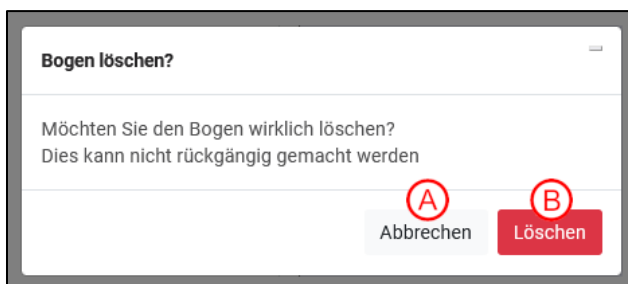 Bogen löschen?
Möchten Sie den Bogen wirklich löschen?
Dies kann nicht rückgängig gemacht werden
A B
Abbrechen Löschen